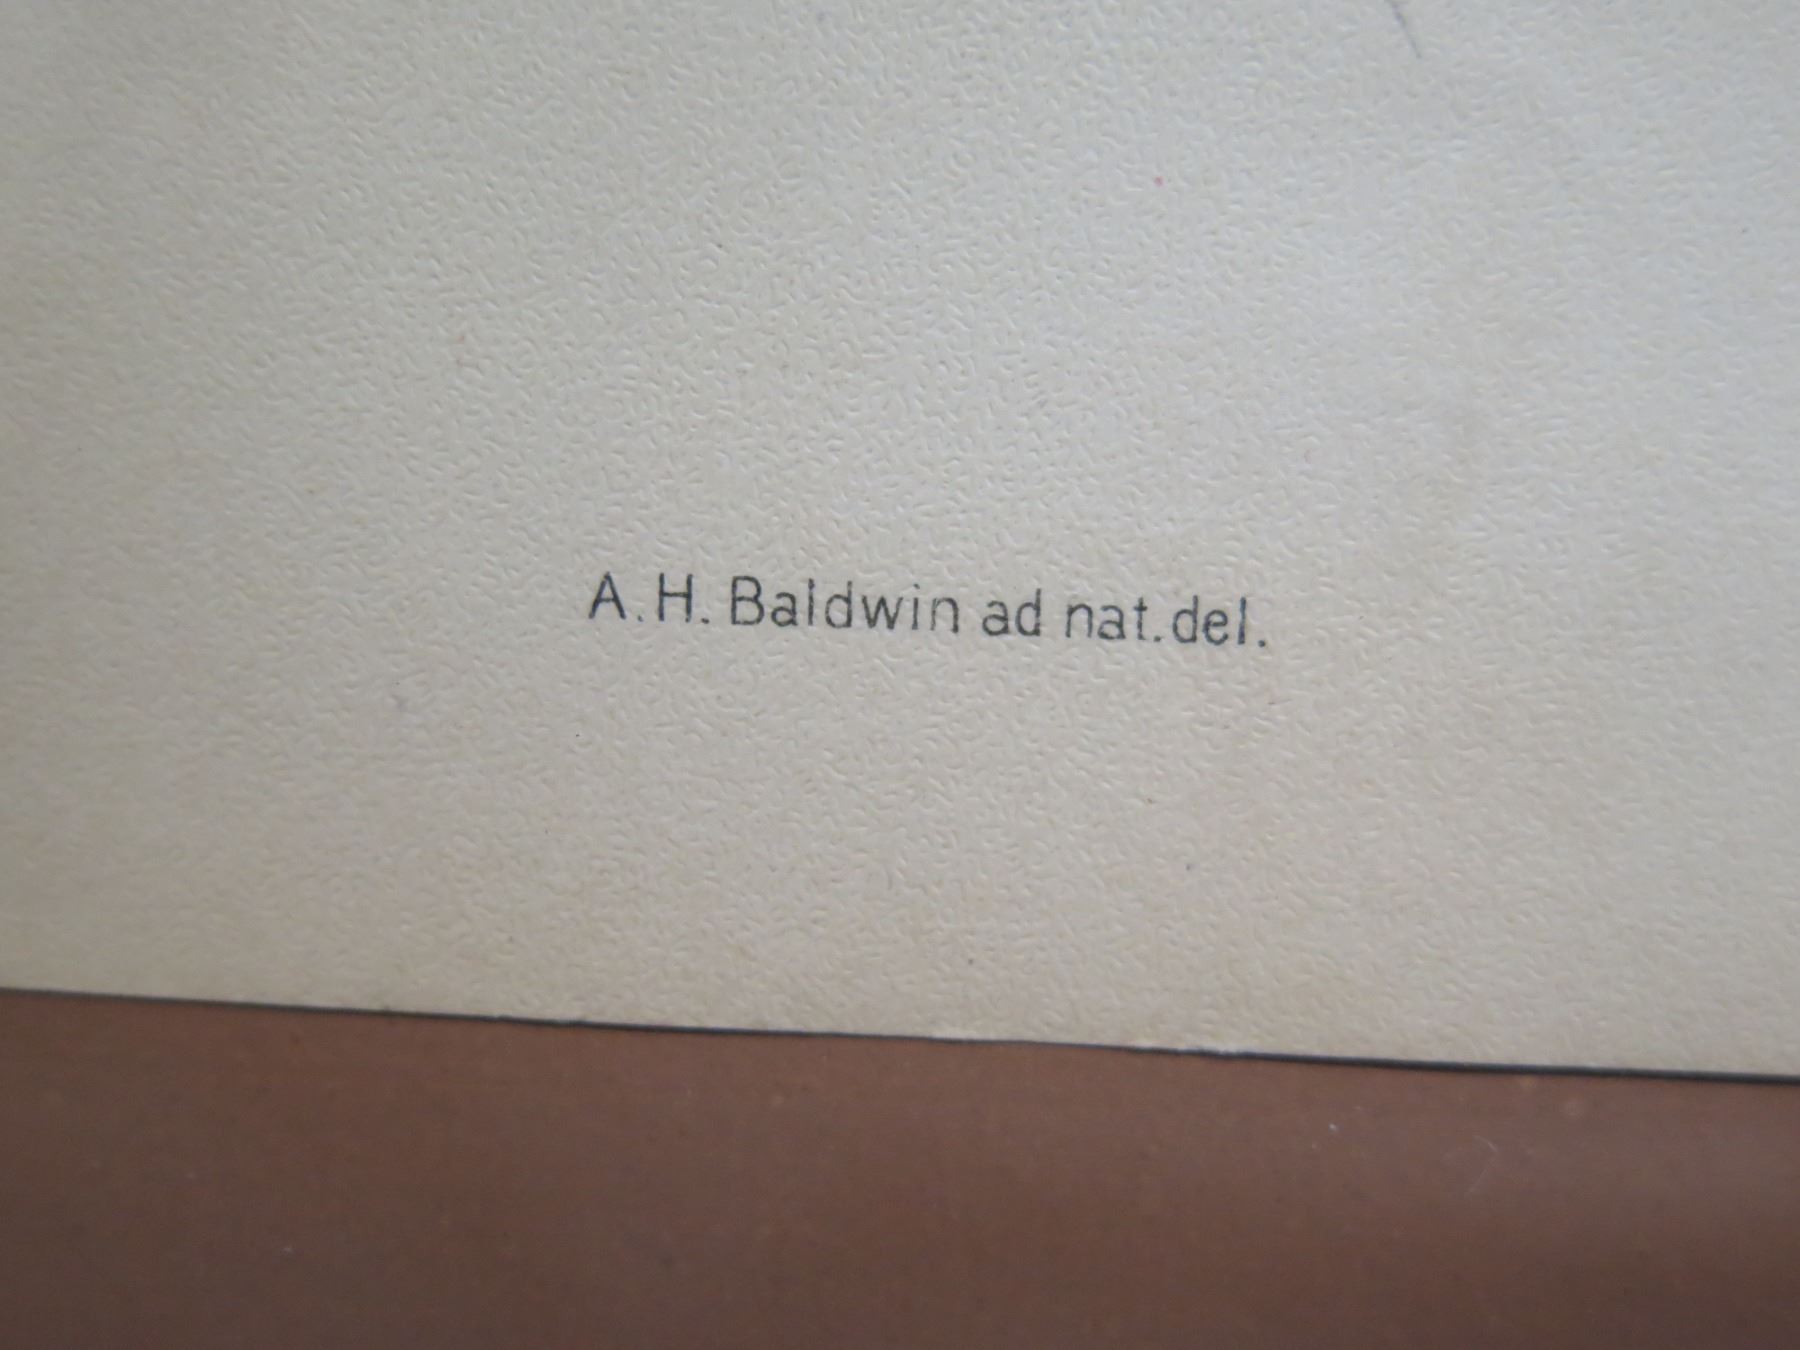 A. H. Baldwin ad nat. del.